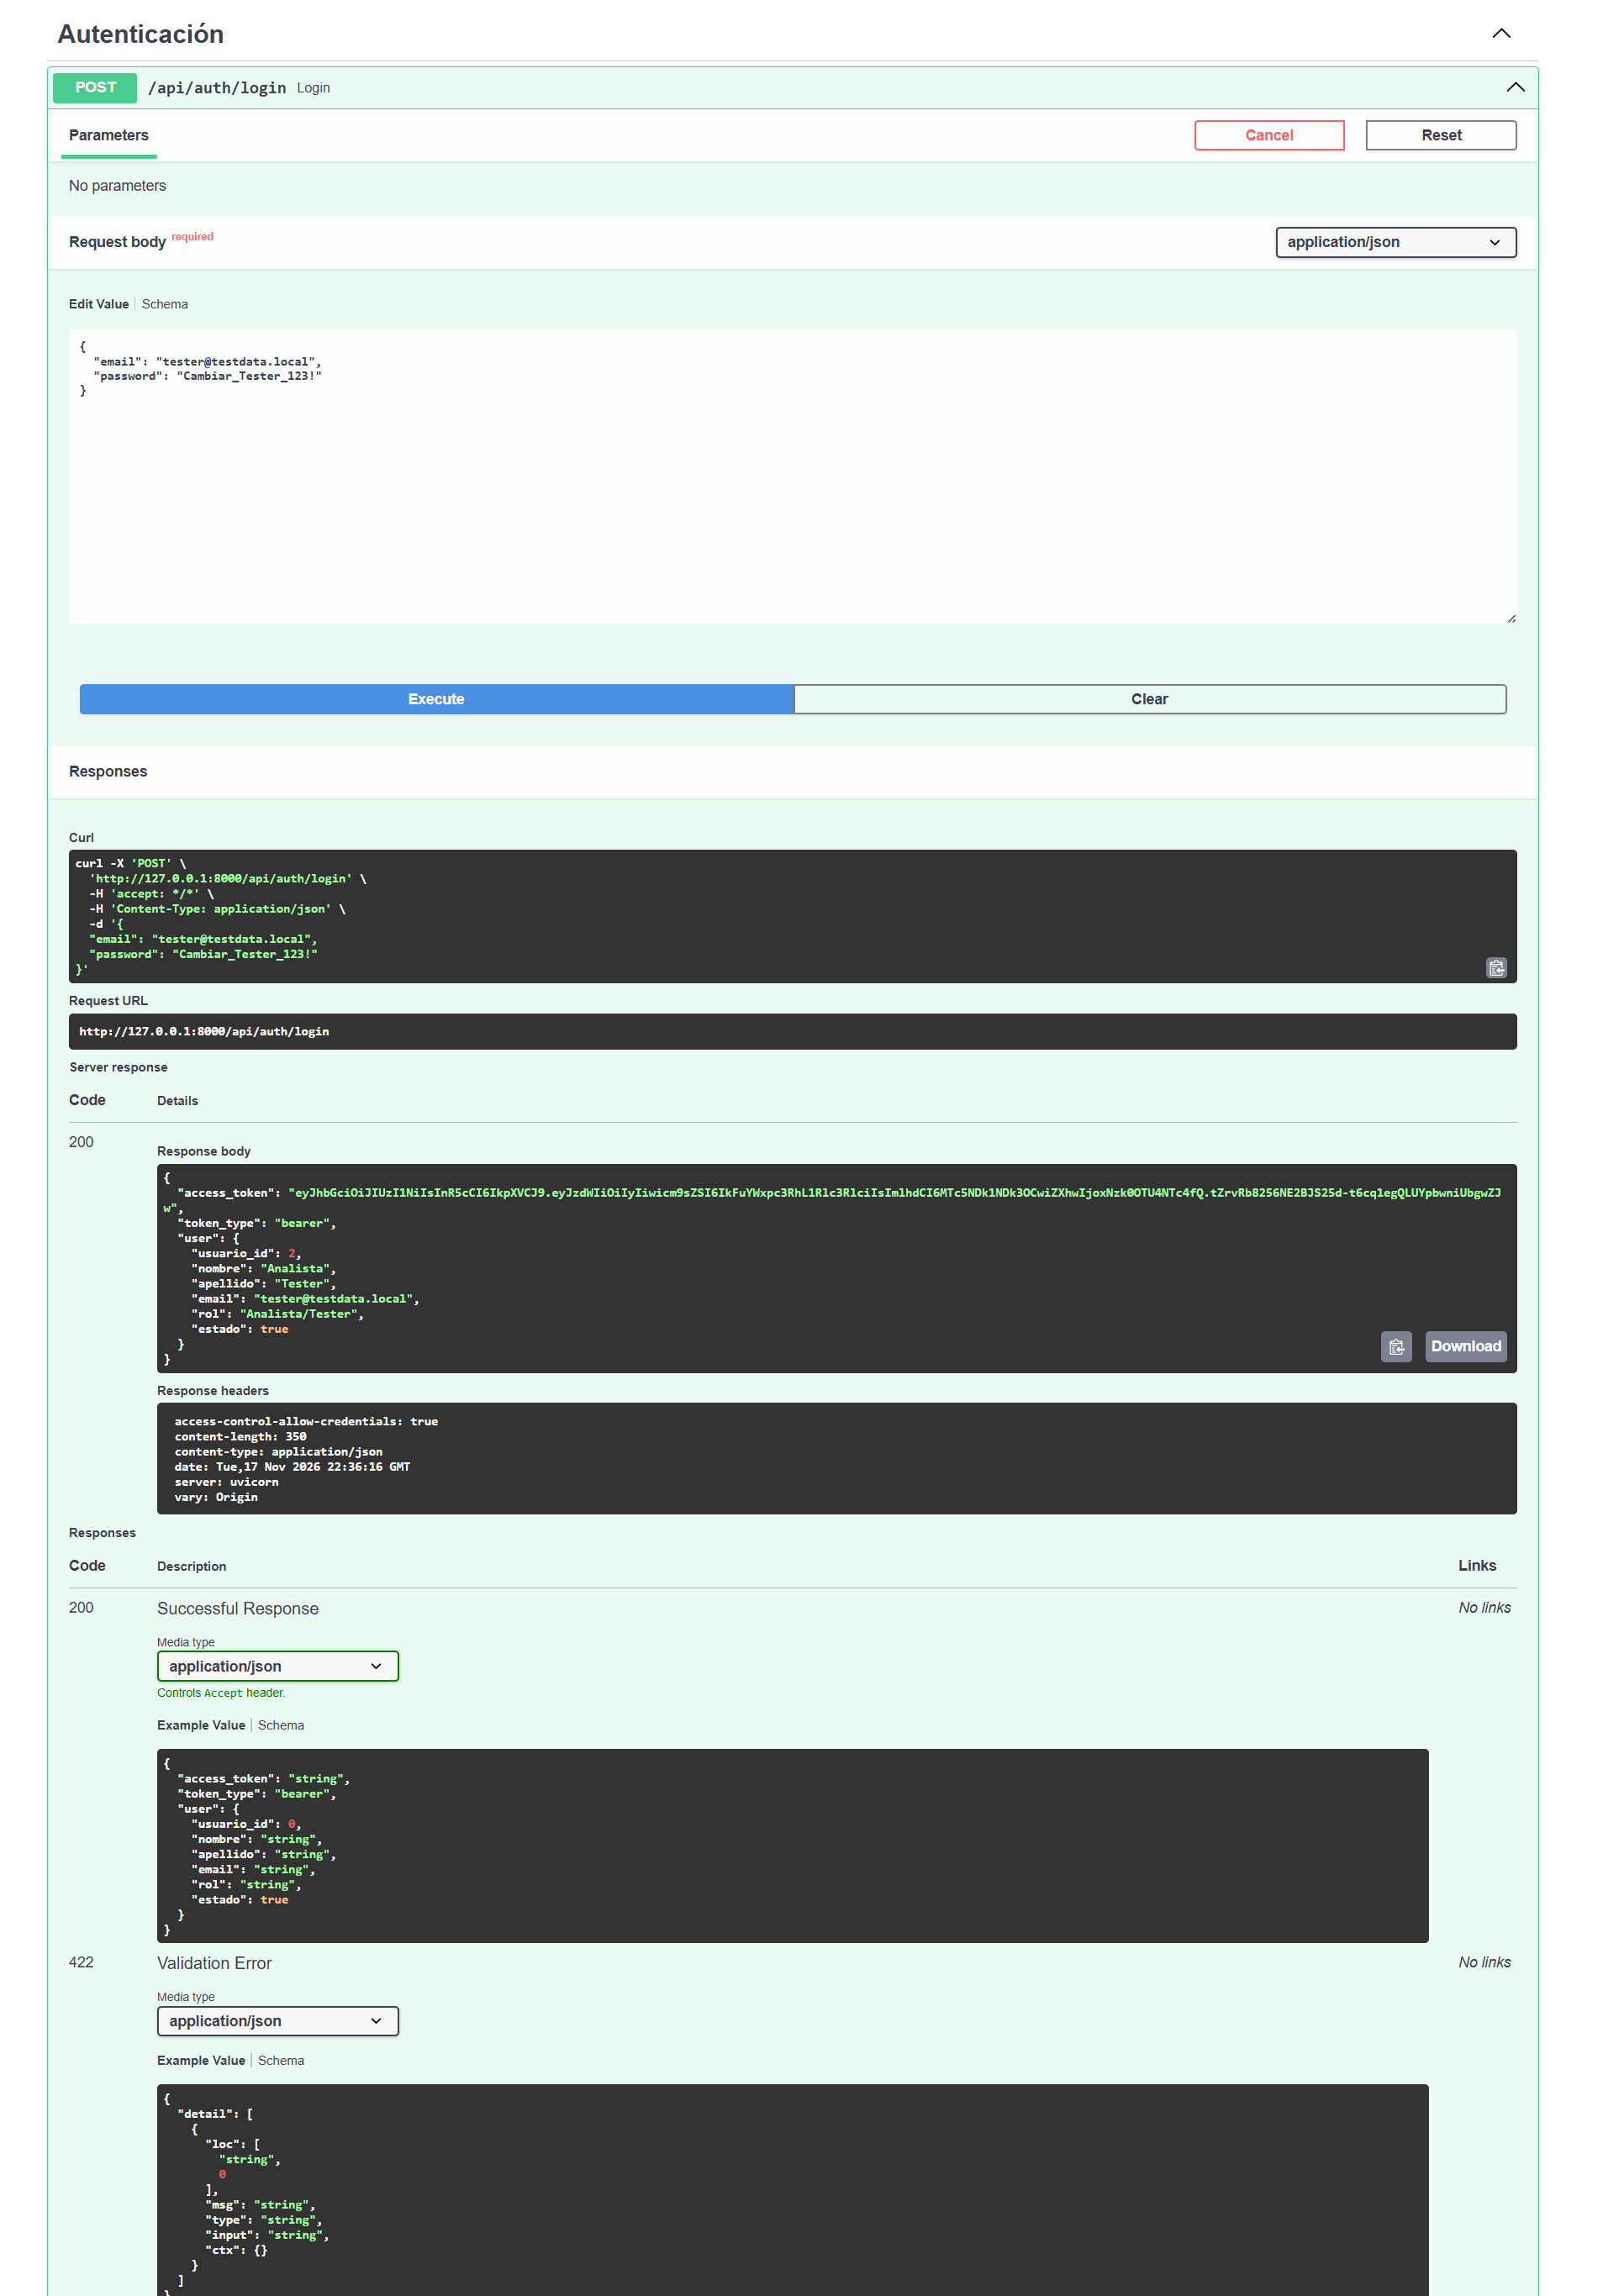 Autenticación
POST /api/auth/login Login
Parameters
Cancel
Reset
No parameters
Request body required
application/json
Edit Value
Schema
{
"email": "tester@testdata.local",
"password": "Cambiar_Tester_123!"
}
Execute
Clear
Responses
Curl
curl -X 'POST' \
'http://127.0.0.1:8000/api/auth/login' \
-H 'accept: */*' \
-H 'Content-Type: application/json' \
-d '{
"email": "tester@testdata.local",
"password": "Cambiar_Tester_123!"
}'
Request URL
http://127.0.0.1:8000/api/auth/login
Server response
Code Details
200
Response body
{
"access_token": "eyJhbGciOiJIUzI1NiIsInR5cCI6IkpXVCJ9.eyJzdWIiOiIyIiwicm9sZSI6IkFuYWxpc3RhL1Rlc3RlciIsImlhdCI6MTc5NDk1NDk3OCwiZXhwIjoxNzk0OTU4NTc4fQ.tZrvRb8256NE2BJS25d-t6cq1egQLUYpbwniUbgwZJ
w",
"token_type": "bearer",
"user": {
"usuario_id": 2,
"nombre": "Analista",
"apellido": "Tester",
"email": "tester@testdata.local",
"rol": "Analista/Tester",
"estado": true
}
}
Download
Response headers
access-control-allow-credentials: true
content-length: 350
content-type: application/json
date: Tue,17 Nov 2026 22:36:16 GMT
server: uvicorn
vary: Origin
Responses
Code Description Links
200 Successful Response No links
Media type
application/json
Controls Accept header.
Example Value
Schema
{
"access_token": "string",
"token_type": "bearer",
"user": {
"usuario_id": 0,
"nombre": "string",
"apellido": "string",
"email": "string",
"rol": "string",
"estado": true
}
}
422 Validation Error No links
Media type
application/json
Example Value
Schema
{
"detail": [
{
"loc": [
"string",
0
],
"msg": "string",
"type": "string",
"input": "string",
"ctx": {}
}
]
}